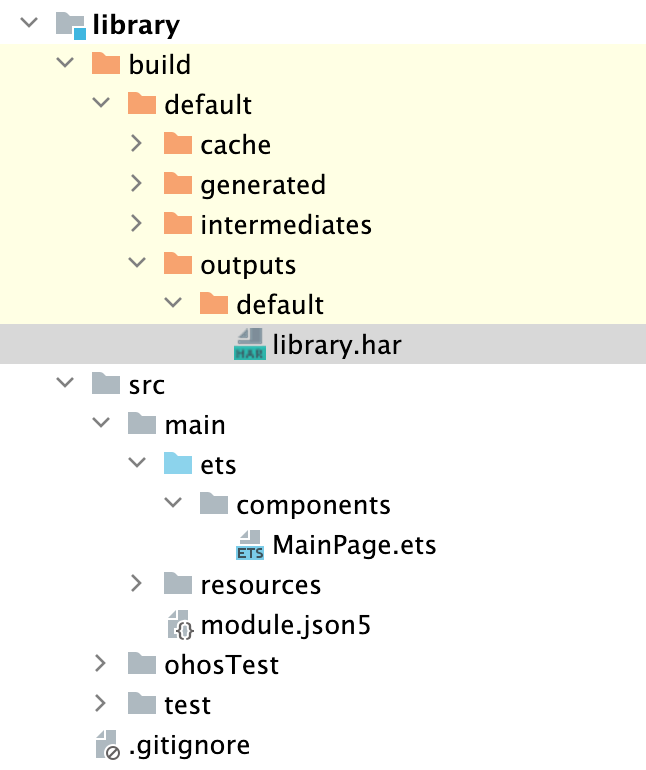 library
build
default
cache
generated
intermediates
outputs
default
HAR library.har
src
main
ets
components
ETS MainPage.ets
resources
{} module.json5
ohosTest
test
.gitignore